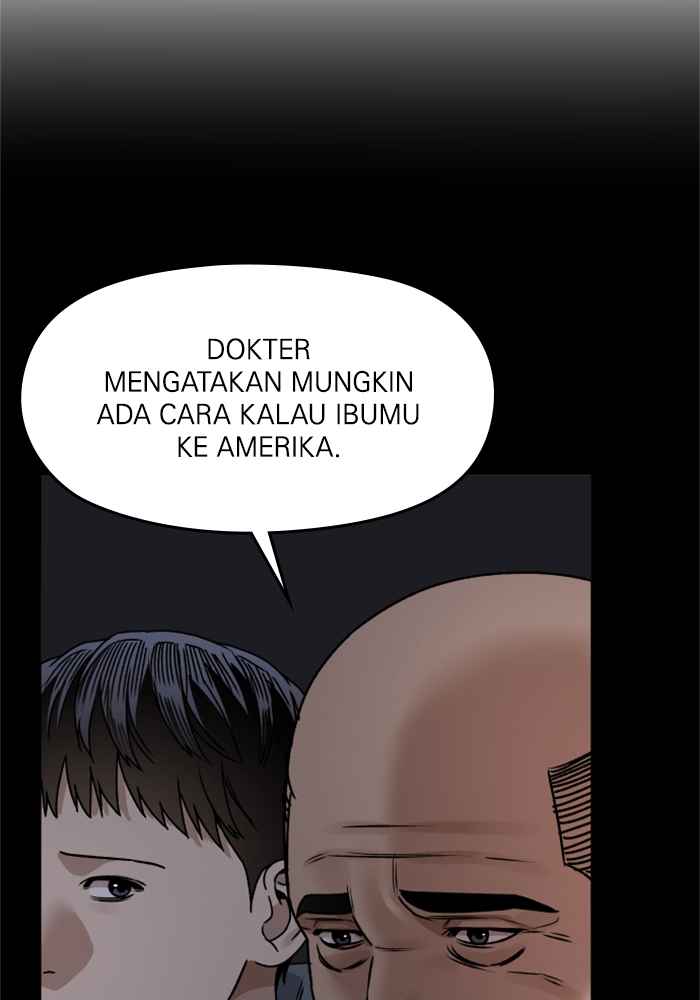 DOKTER
MENGATAKAN MUNGKIN
ADA CARA KALAU IBUMU
KE AMERIKA.